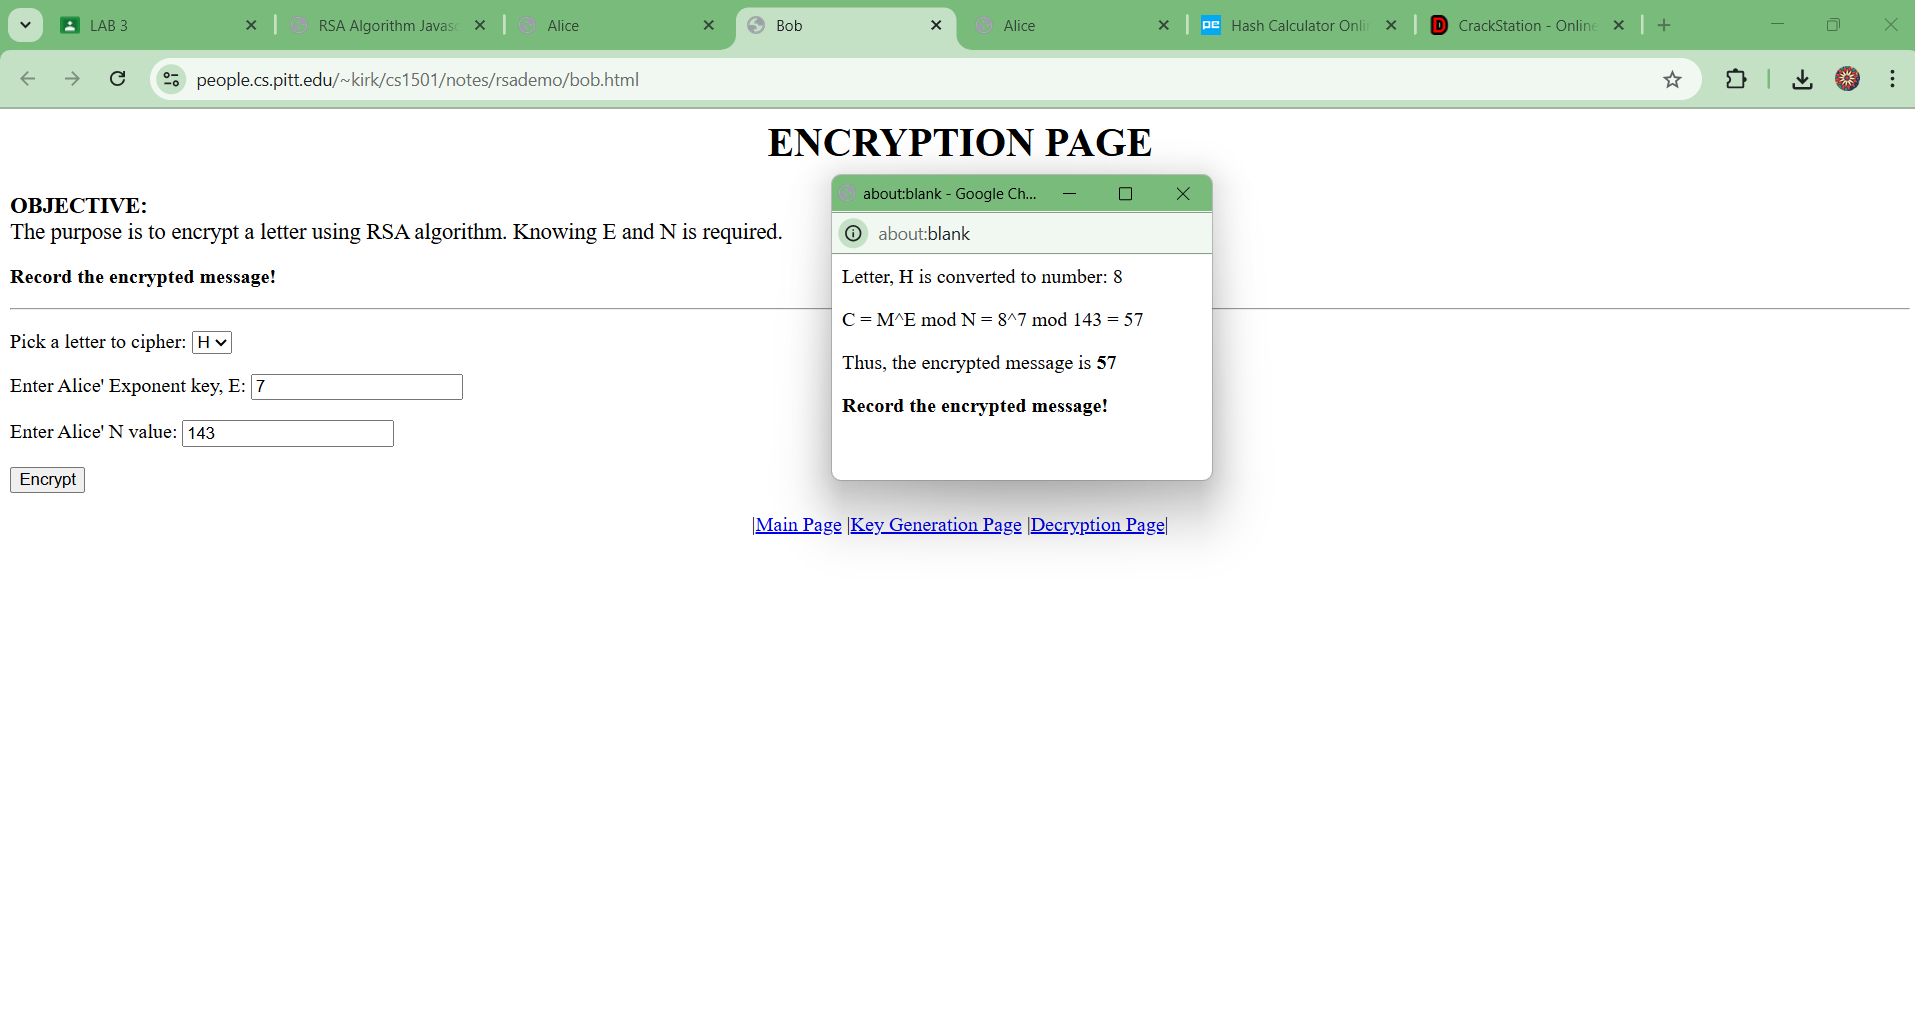 LAB 3
RSA Algorithm Javasc
Alice
Bob
Alice
Hash Calculator Onli
CrackStation - Online
people.cs.pitt.edu/~kirk/cs1501/notes/rsademo/bob.html
ENCRYPTION PAGE
OBJECTIVE:
The purpose is to encrypt a letter using RSA algorithm. Knowing E and N is required.
Record the encrypted message!
Pick a letter to cipher: H
Enter Alice' Exponent key, E: 7
Enter Alice' N value: 143
Encrypt
|Main Page |Key Generation Page |Decryption Page|
about:blank - Google Ch...
about:blank
Letter, H is converted to number: 8
C = M^E mod N = 8^7 mod 143 = 57
Thus, the encrypted message is 57
Record the encrypted message!